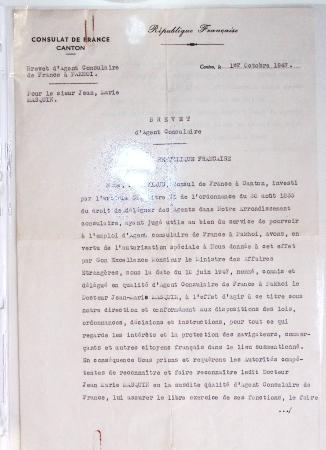 CONSULAT DE FRANCE
CANTON
République Française
Canton, le 1er Octobre 1947.
Brevet d'Agent Consulaire
de France à PAKHOI.
Pour le sieur Jean, Marie
MASQUIN.
BREVET
d'Agent Consulaire
REPUBLIQUE FRANCAISE
Nous, Consul de France à Canton, investi
par l'article titre de l'ordonnance du 20 août 1833
du droit de déléguer des Agents dans Notre Arrondissement
consulaire, ayant jugé utile au bien du service de pourvoir
à l'emploi d'Agent consulaire de France à Pakhoi, avons, en
vertu de l'autorisation spéciale à Nous donnée à cet effet
par Son Excellence Monsieur le Ministre des Affaires
Etrangères, sous la date du 10 juin 1947, nommé, commis et
délégué en qualité d'Agent Consulaire de France à Pakhoi le
Docteur Jean-Marie MASQUIN, à l'effet d'agir à ce titre sous
notre direction et conformément aux dispositions des lois,
ordonnances, décisions et instructions, pour tout ce qui
regarde les intérêts et la protection des navigateurs, commer-
çants et autres citoyens français dans le lieu susmentionné.
En conséquence Nous prions et requérons les Autorités compé-
tentes de reconnaître et faire reconnaître ledit Docteur
Jean Marie MASQUIN en sa susdite qualité d'Agent Consulaire de
France, lui assurer le libre exercice de ses fonctions, le faire
.../